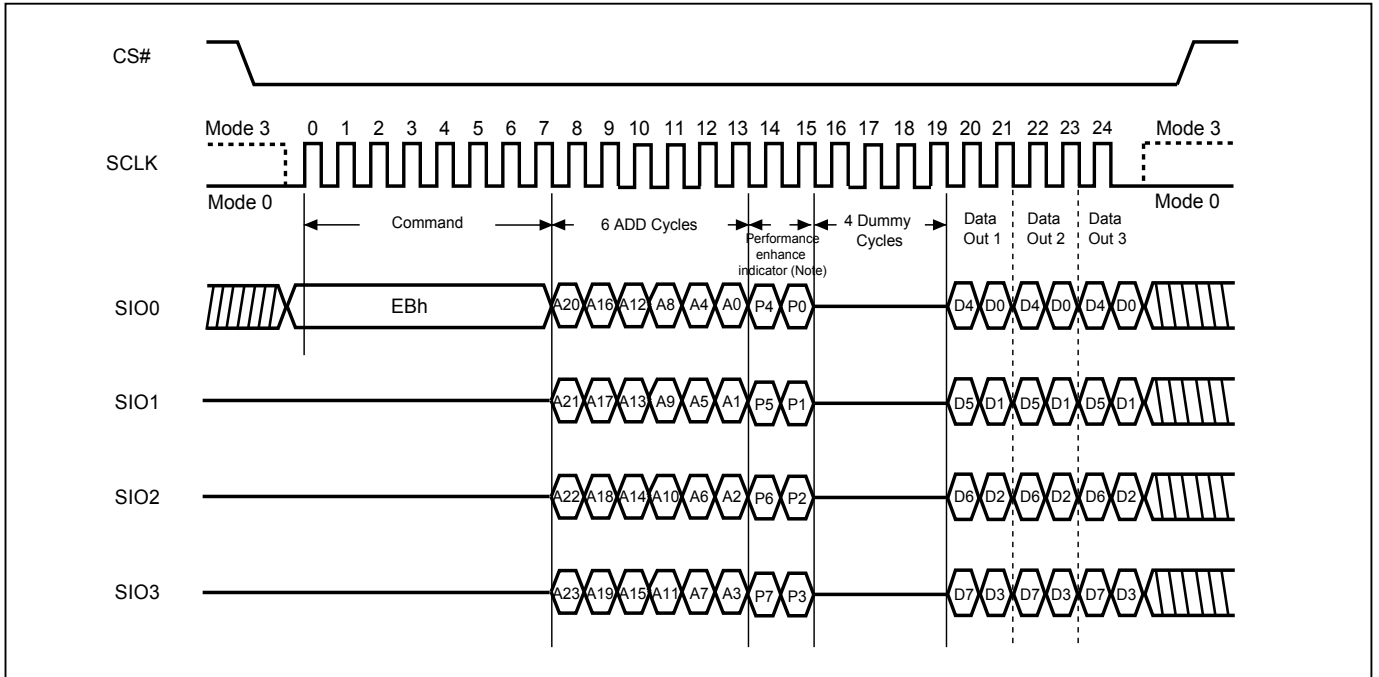 CS#
Mode 3 0 1 2 3 4 5 6 7 8 9 10 11 12 13 14 15 16 17 18 19 20 21 22 23 24 Mode 3
SCLK
Mode 0 Mode 0
Command 6 ADD Cycles Performance enhance indicator (Note) 4 Dummy Cycles Data Out 1 Data Out 2 Data Out 3
SIO0 EBh A20 A16 A12 A8 A4 A0 P4 P0 D4 D0 D4 D0 D4 D0
SIO1 A21 A17 A13 A9 A5 A1 P5 P1 D5 D1 D5 D1 D5 D1
SIO2 A22 A18 A14 A10 A6 A2 P6 P2 D6 D2 D6 D2 D6 D2
SIO3 A23 A19 A15 A11 A7 A3 P7 P3 D7 D3 D7 D3 D7 D3